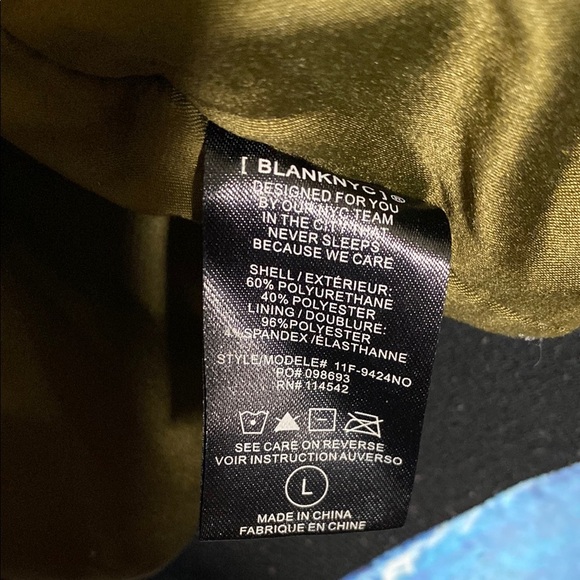 [ BLANKNYC ]®
DESIGNED FOR YOU
BY OUR NYC TEAM
IN THE CITY THAT
NEVER SLEEPS
BECAUSE WE CARE
SHELL / EXTÉRIEUR:
60% POLYURETHANE
40% POLYESTER
LINING / DOUBLURE:
96% POLYESTER
4% SPANDEX /ÉLASTHANNE
STYLE/MODELE# 11F-9424NO
PO# 098693
RN# 114542
SEE CARE ON REVERSE
VOIR INSTRUCTION AUVERSO
L
MADE IN CHINA
FABRIQUE EN CHINE